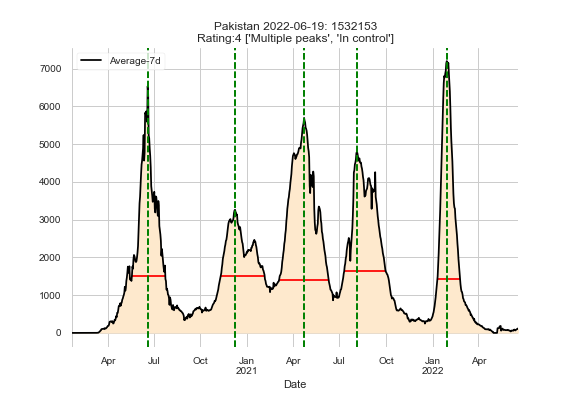 Pakistan 2022-06-19: 1532153
Rating:4 ['Multiple peaks', 'In control']
Average-7d
7000
6000
5000
4000
3000
2000
1000
0
Apr Jul Oct Jan Apr Jul Oct Jan Apr
2021 2022
Date